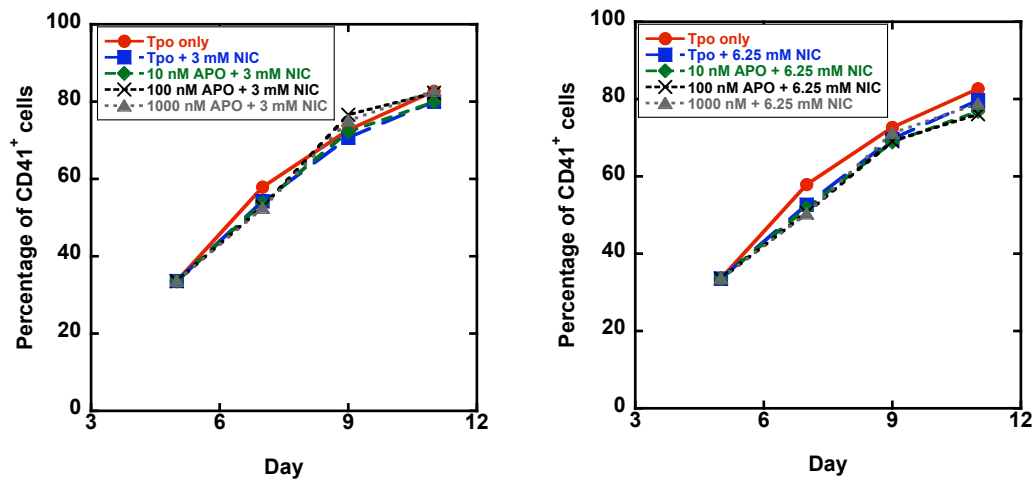 100
80
60
40
20
0
3
6
9
12
Percentage of CD41+ cells
Day
Tpo only
Tpo + 3 mM NIC
10 nM APO + 3 mM NIC
100 nM APO + 3 mM NIC
1000 nM APO + 3 mM NIC
100
80
60
40
20
0
3
6
9
12
Percentage of CD41+ cells
Day
Tpo only
Tpo + 6.25 mM NIC
10 nM APO + 6.25 mM NIC
100 nM APO + 6.25 mM NIC
1000 nM + 6.25 mM NIC